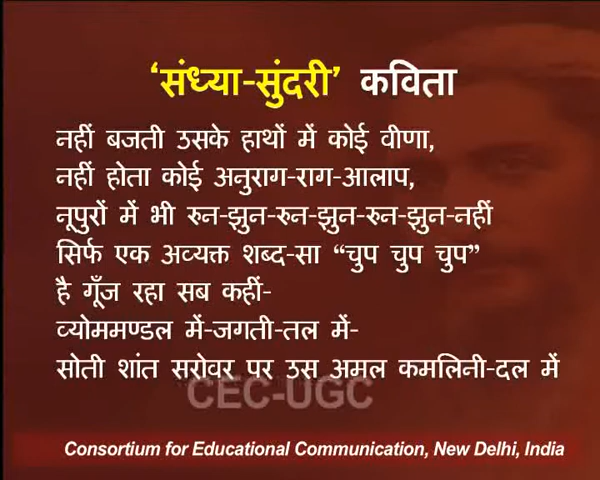 ‘संध्या-सुंदरी’ कविता
नहीं बजती उसके हाथों में कोई वीणा,
नहीं होता कोई अनुराग-राग-आलाप,
नूपुरों में भी रुन-झुन-रुन-झुन-रुन-झुन-नहीं
सिर्फ एक अव्यक्त शब्द-सा “चुप चुप चुप”
है गूँज रहा सब कहीं-
व्योममण्डल में-जगती-तल में-
सोती शांत सरोवर पर उस अमल कमलिनी-दल में
CEC-UGC
Consortium for Educational Communication, New Delhi, India